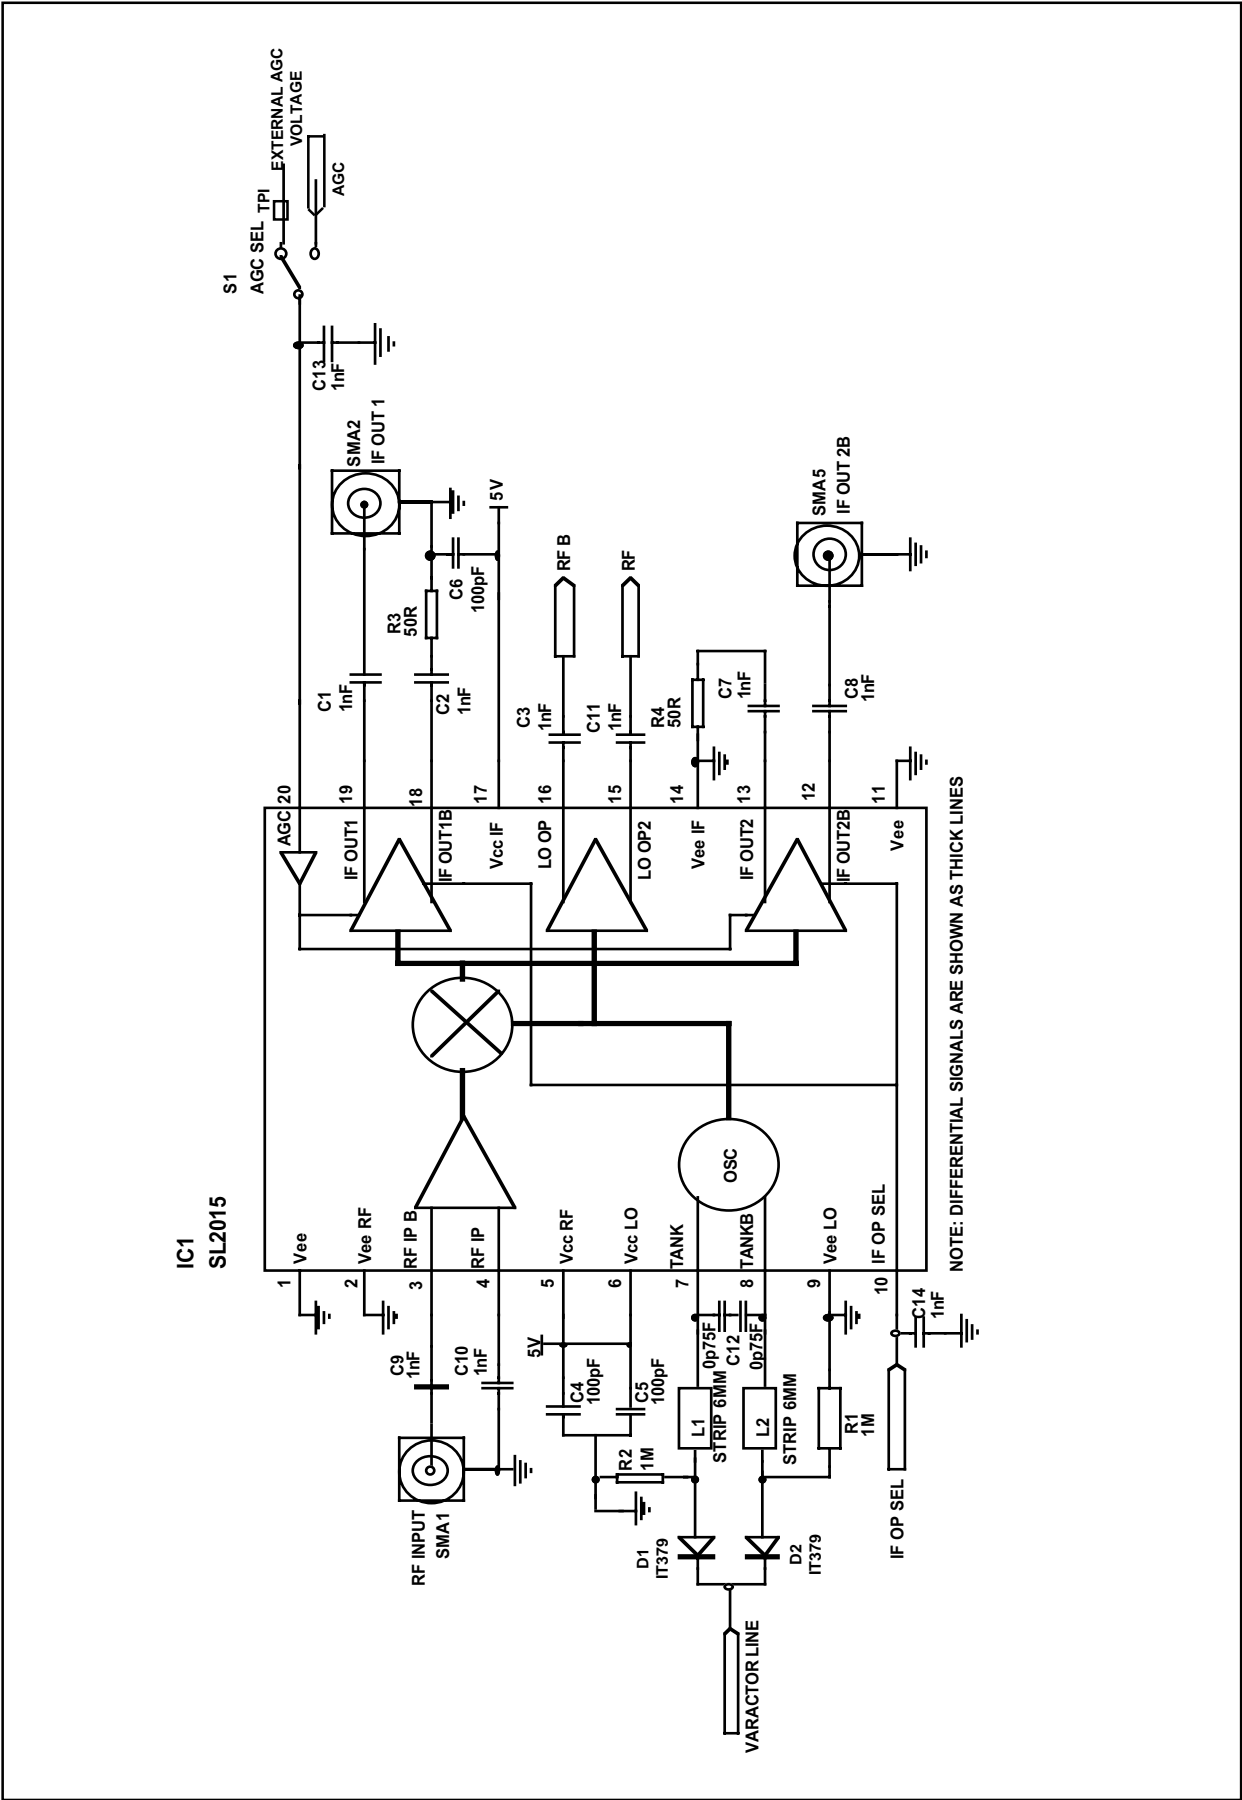 IC1
SL2015
RF INPUT
SMA1
C9
1nF
C10
1nF
5V
C4
100pF
C5
100pF
R2
1M
D1
IT379
D2
IT379
L1
STRIP 6MM
L2
STRIP 6MM
0p75F
C12
0p75F
R1
1M
VARACTOR LINE
IF OP SEL
C14
1nF
1
Vee
2
Vee RF
3
RF IP B
4
RF IP
5
Vcc RF
6
Vcc LO
7
TANK
8
TANKB
9
Vee LO
10
IF OP SEL
OSC
AGC
20
IF OUT1
19
IF OUT1B
18
Vcc IF
17
LO OP
16
LO OP2
15
Vee IF
14
IF OUT2
13
IF OUT2B
12
Vee
11
S1
AGC SEL
TPI
EXTERNAL AGC
VOLTAGE
AGC
C13
1nF
C1
1nF
SMA2
IF OUT 1
C2
1nF
R3
50R
C6
100pF
5V
C3
1nF
RF B
C11
1nF
RF
R4
50R
C7
1nF
C8
1nF
SMA5
IF OUT 2B
NOTE: DIFFERENTIAL SIGNALS ARE SHOWN AS THICK LINES